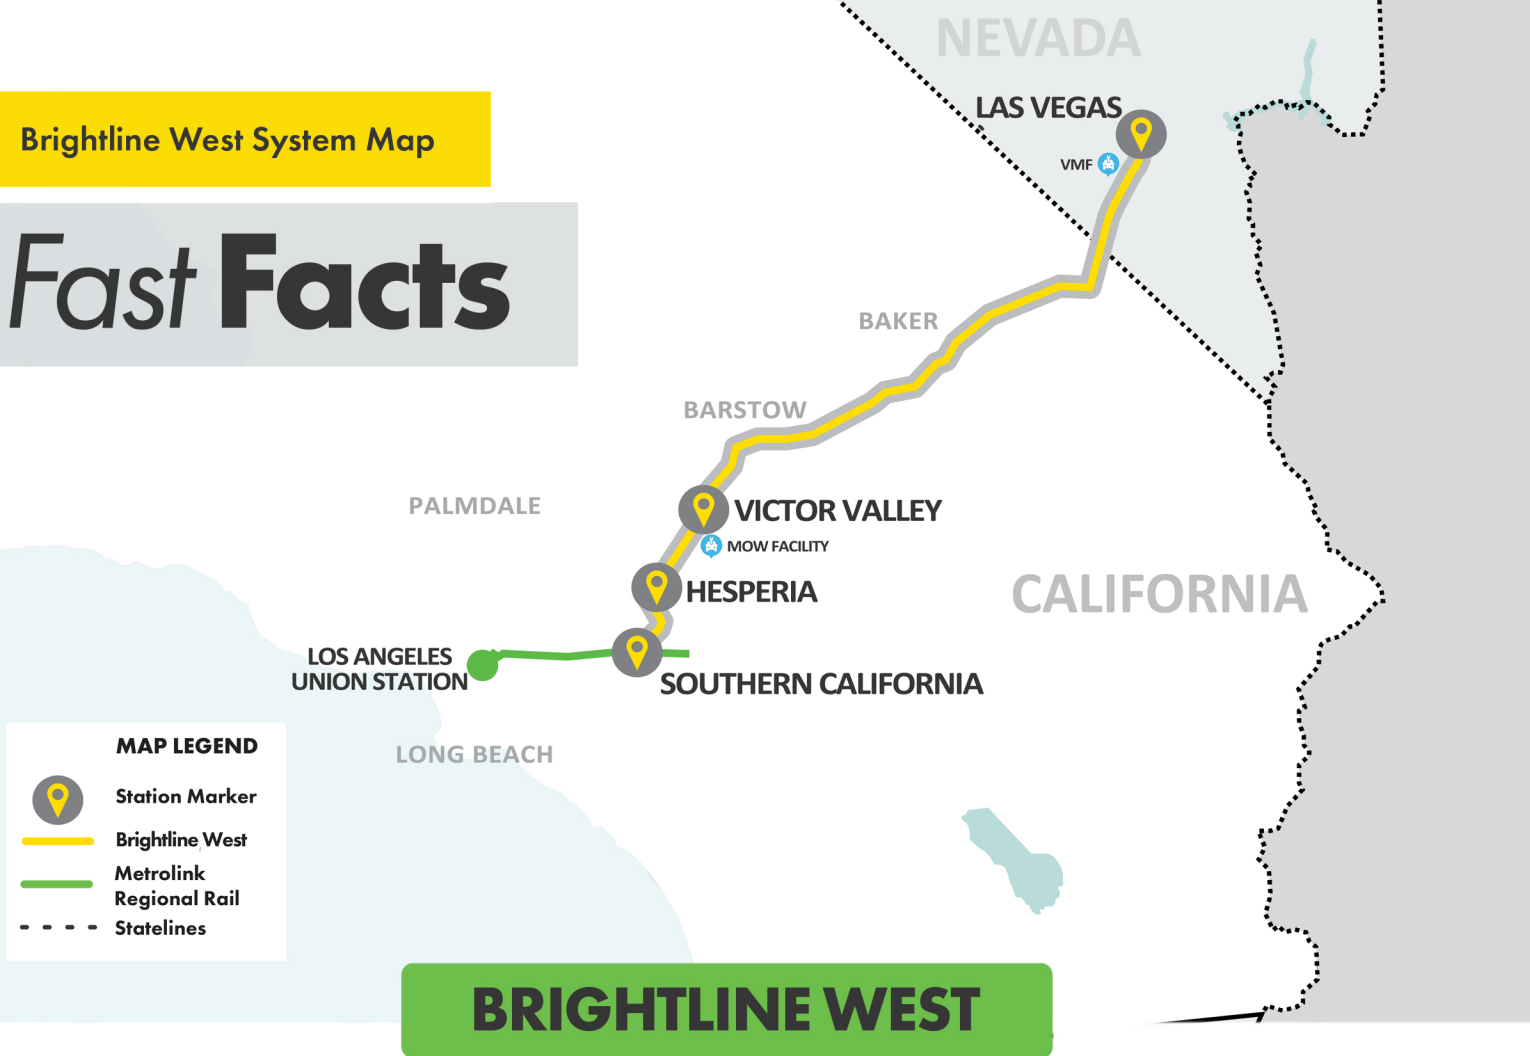 NEVADA
LAS VEGAS
Brightline West System Map
VMF
Fast Facts
BAKER
BARSTOW
PALMDALE
VICTOR VALLEY
MOW FACILITY
HESPERIA
CALIFORNIA
LOS ANGELES
UNION STATION
SOUTHERN CALIFORNIA
LONG BEACH
MAP LEGEND
Station Marker
Brightline West
Metrolink
Regional Rail
Statelines
BRIGHTLINE WEST